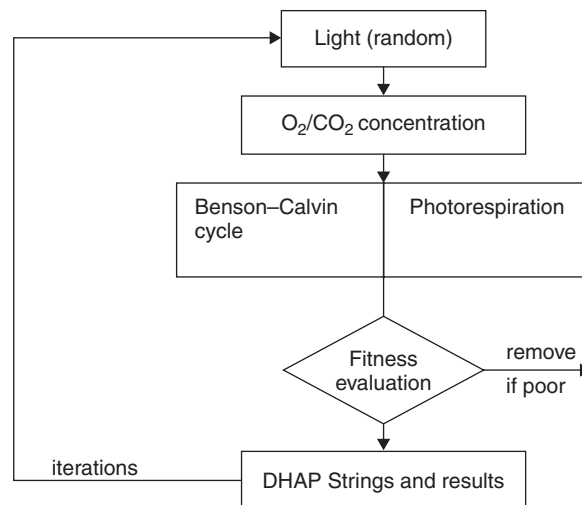 Light (random)
O₂/CO₂ concentration
Benson–Calvin
cycle
Photorespiration
Fitness
evaluation
remove
if poor
iterations
DHAP Strings and results